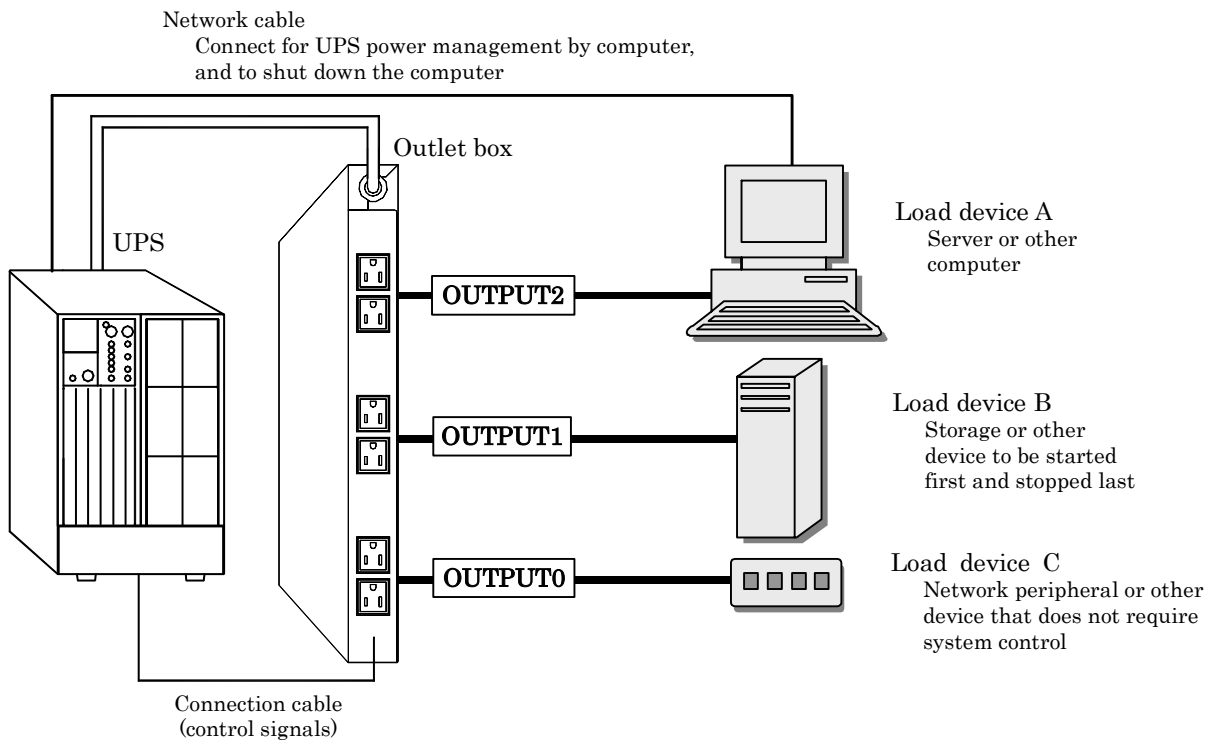 Network cable
Connect for UPS power management by computer,
and to shut down the computer
Outlet box
UPS
OUTPUT2
Load device A
Server or other
computer
OUTPUT1
Load device B
Storage or other
device to be started
first and stopped last
OUTPUT0
Load device C
Network peripheral or other
device that does not require
system control
Connection cable
(control signals)